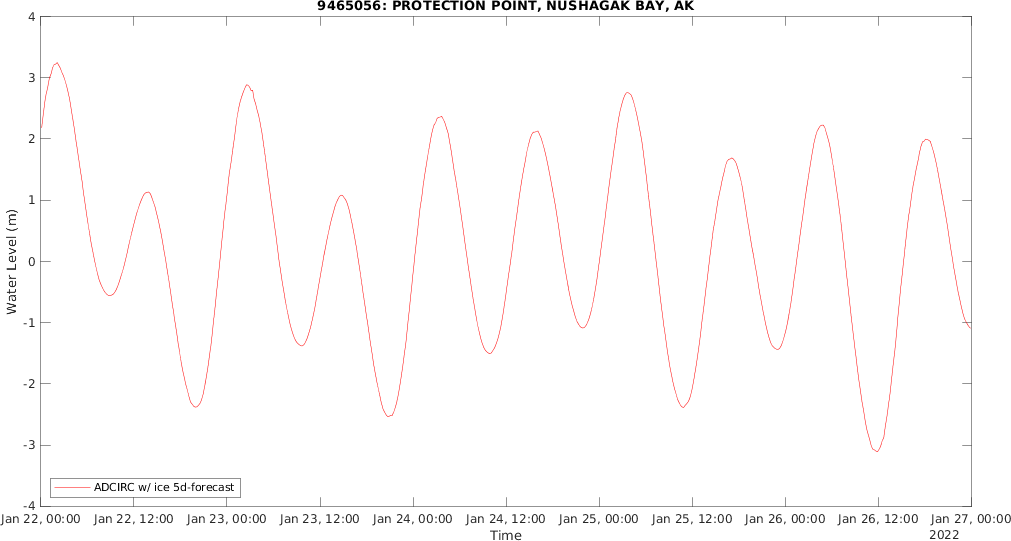 9465056: PROTECTION POINT, NUSHAGAK BAY, AK
4
3
2
1
0
-1
-2
-3
-4
Water Level (m)
ADCIRC w/ ice 5d-forecast
Jan 22, 00:00 Jan 22, 12:00 Jan 23, 00:00 Jan 23, 12:00 Jan 24, 00:00 Jan 24, 12:00 Jan 25, 00:00 Jan 25, 12:00 Jan 26, 00:00 Jan 26, 12:00 Jan 27, 00:00
Time
2022